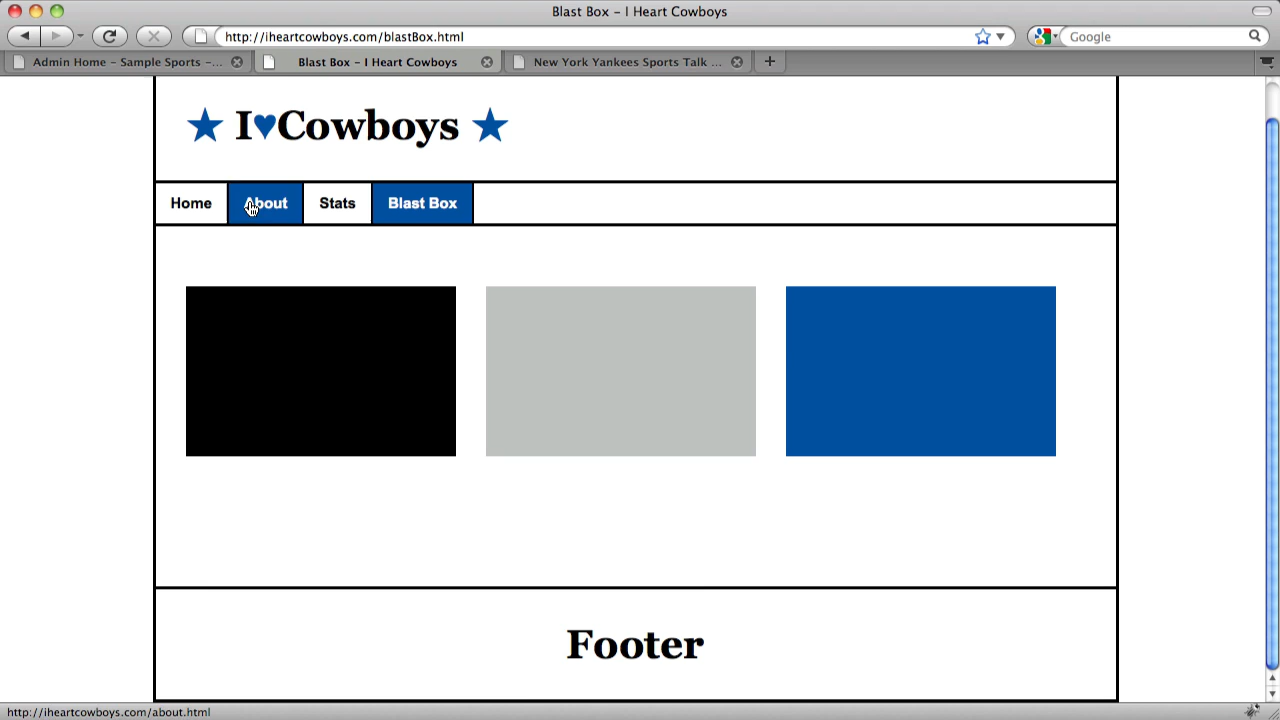 Blast Box – I Heart Cowboys
http://iheartcowboys.com/blastBox.html
Google
Admin Home – Sample Sports –...
Blast Box – I Heart Cowboys
New York Yankees Sports Talk ...
★ I♥Cowboys ★
Home About Stats Blast Box
Footer
http://iheartcowboys.com/about.html